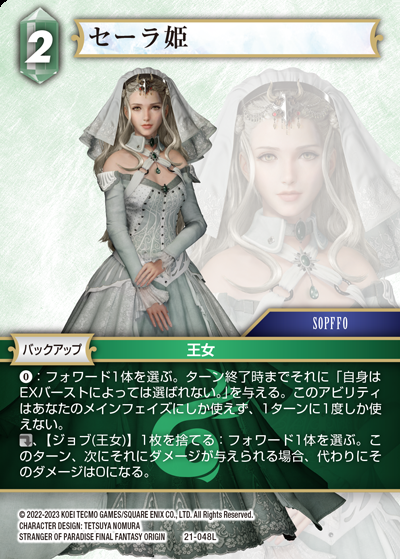 2
セーラ姫
SOPFFO
バックアップ
王女
0：フォワード1体を選ぶ。ターン終了時までそれに「自身は
EXバーストによっては選ばれない。」を与える。このアビリティ
はあなたのメインフェイズにしか使えず、1ターンに1度しか使
えない。
、【ジョブ(王女)】1枚を捨てる：フォワード1体を選ぶ。こ
のターン、次にそれにダメージが与えられる場合、代わりにそ
のダメージは0になる。
© 2022-2023 KOEI TECMO GAMES/SQUARE ENIX CO., LTD. All Rights Reserved.
CHARACTER DESIGN: TETSUYA NOMURA
STRANGER OF PARADISE FINAL FANTASY ORIGIN
21-048L